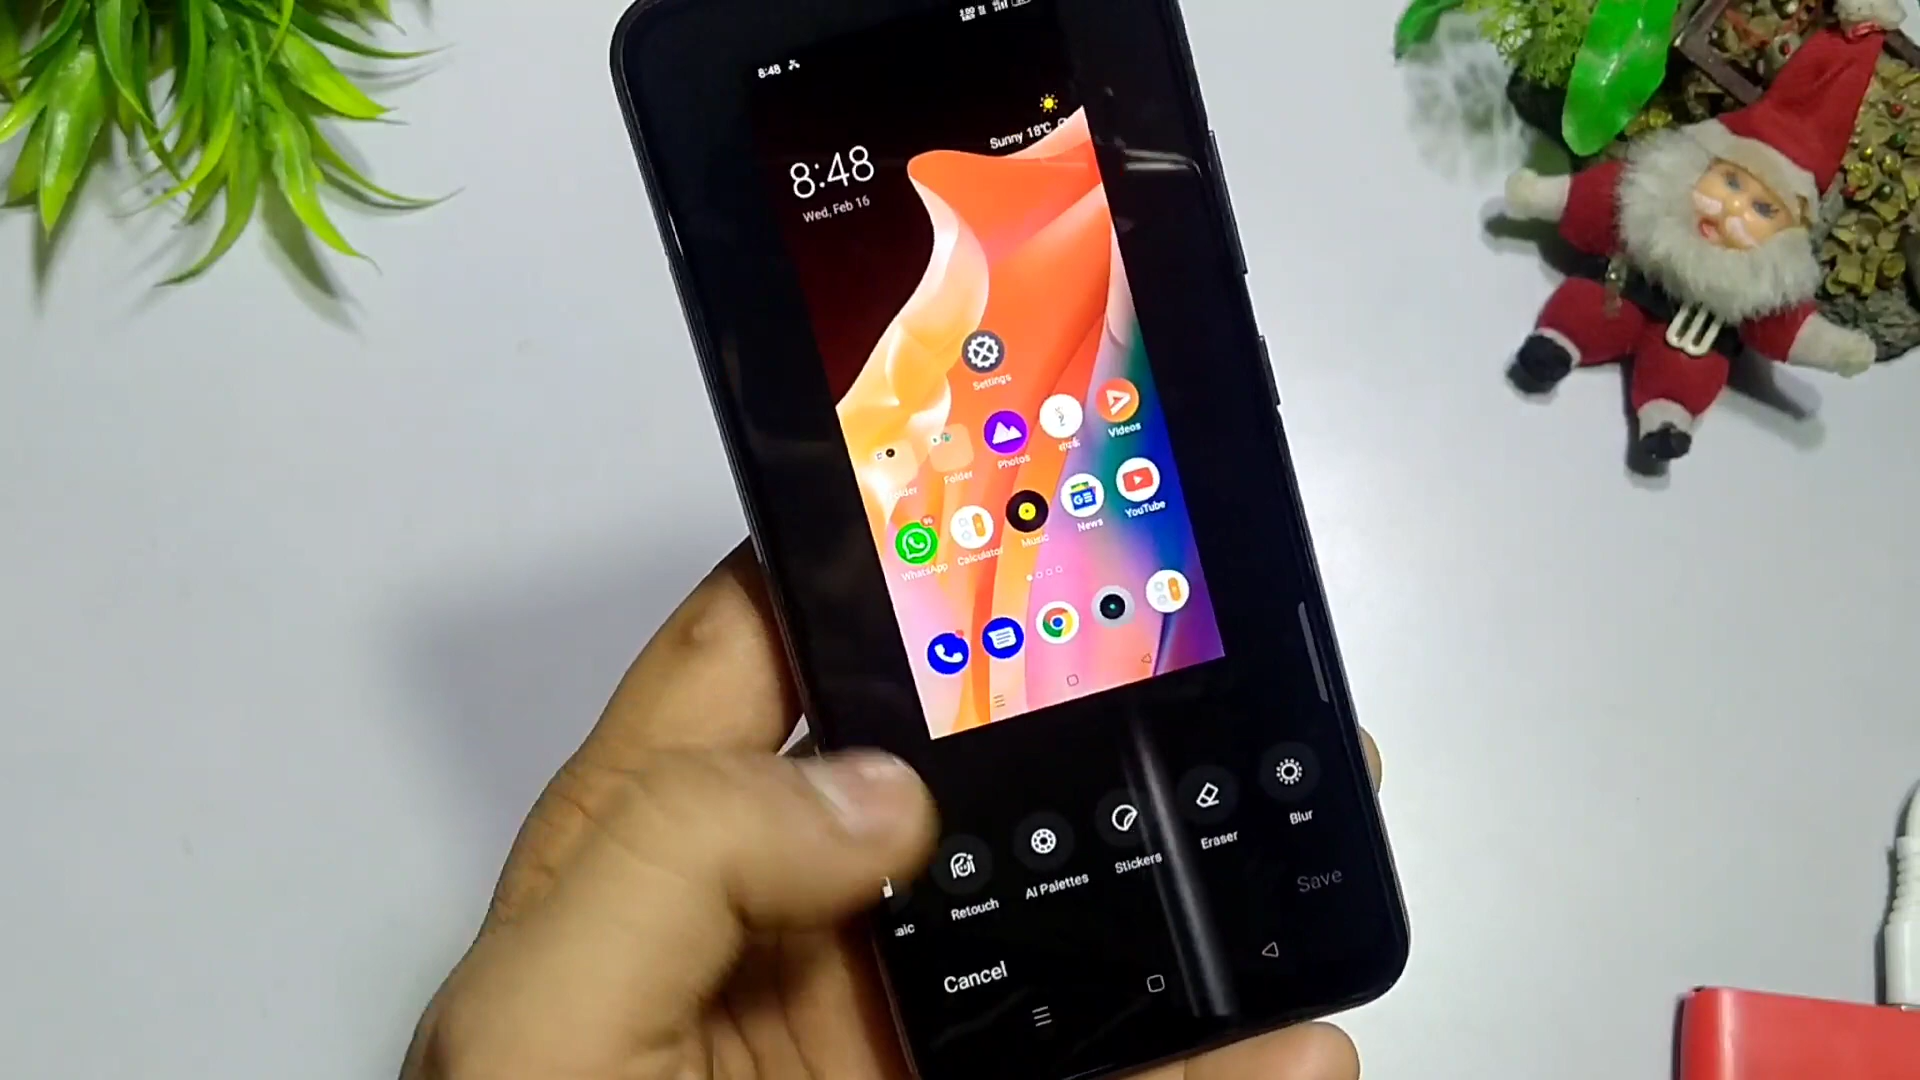 8:48
Sunny 18°C
8:48
Wed, Feb 16
Settings
Folder
Photos
Videos
WhatsApp
Calculator
Music
News
YouTube
aic
Retouch
AI Palettes
Stickers
Eraser
Blur
Cancel
Save